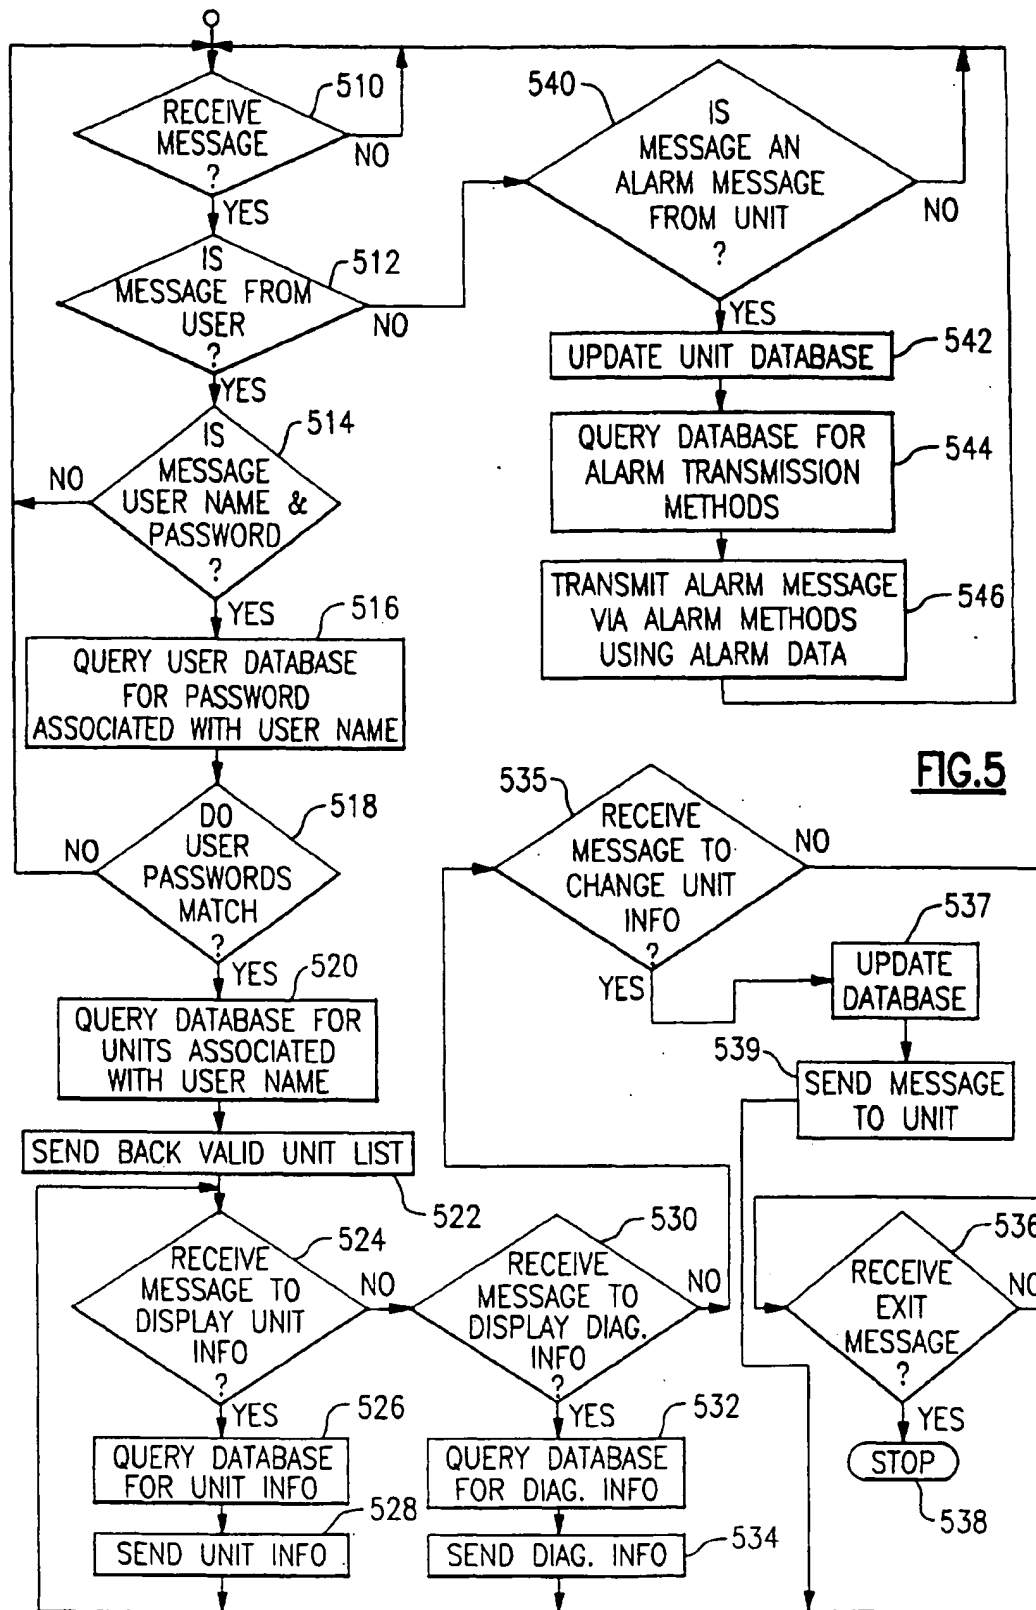 510
RECEIVE
MESSAGE
?
NO
YES
512
IS
MESSAGE FROM
USER
?
NO
YES
514
IS
MESSAGE
USER NAME &
PASSWORD
?
NO
YES
516
QUERY USER DATABASE
FOR PASSWORD
ASSOCIATED WITH USER NAME
518
DO
USER
PASSWORDS
MATCH
?
NO
YES
520
QUERY DATABASE FOR
UNITS ASSOCIATED
WITH USER NAME
SEND BACK VALID UNIT LIST
522
524
RECEIVE
MESSAGE TO
DISPLAY UNIT
INFO
?
NO
YES
526
QUERY DATABASE
FOR UNIT INFO
528
SEND UNIT INFO
530
RECEIVE
MESSAGE TO
DISPLAY DIAG.
INFO
?
NO
YES
532
QUERY DATABASE
FOR DIAG. INFO
SEND DIAG. INFO
534
540
IS
MESSAGE AN
ALARM MESSAGE
FROM UNIT
?
NO
YES
UPDATE UNIT DATABASE
542
QUERY DATABASE FOR
ALARM TRANSMISSION
METHODS
544
TRANSMIT ALARM MESSAGE
VIA ALARM METHODS
USING ALARM DATA
546
FIG.5
535
RECEIVE
MESSAGE TO
CHANGE UNIT
INFO
?
NO
YES
537
UPDATE
DATABASE
539
SEND MESSAGE
TO UNIT
536
RECEIVE
EXIT
MESSAGE
?
NO
YES
STOP
538